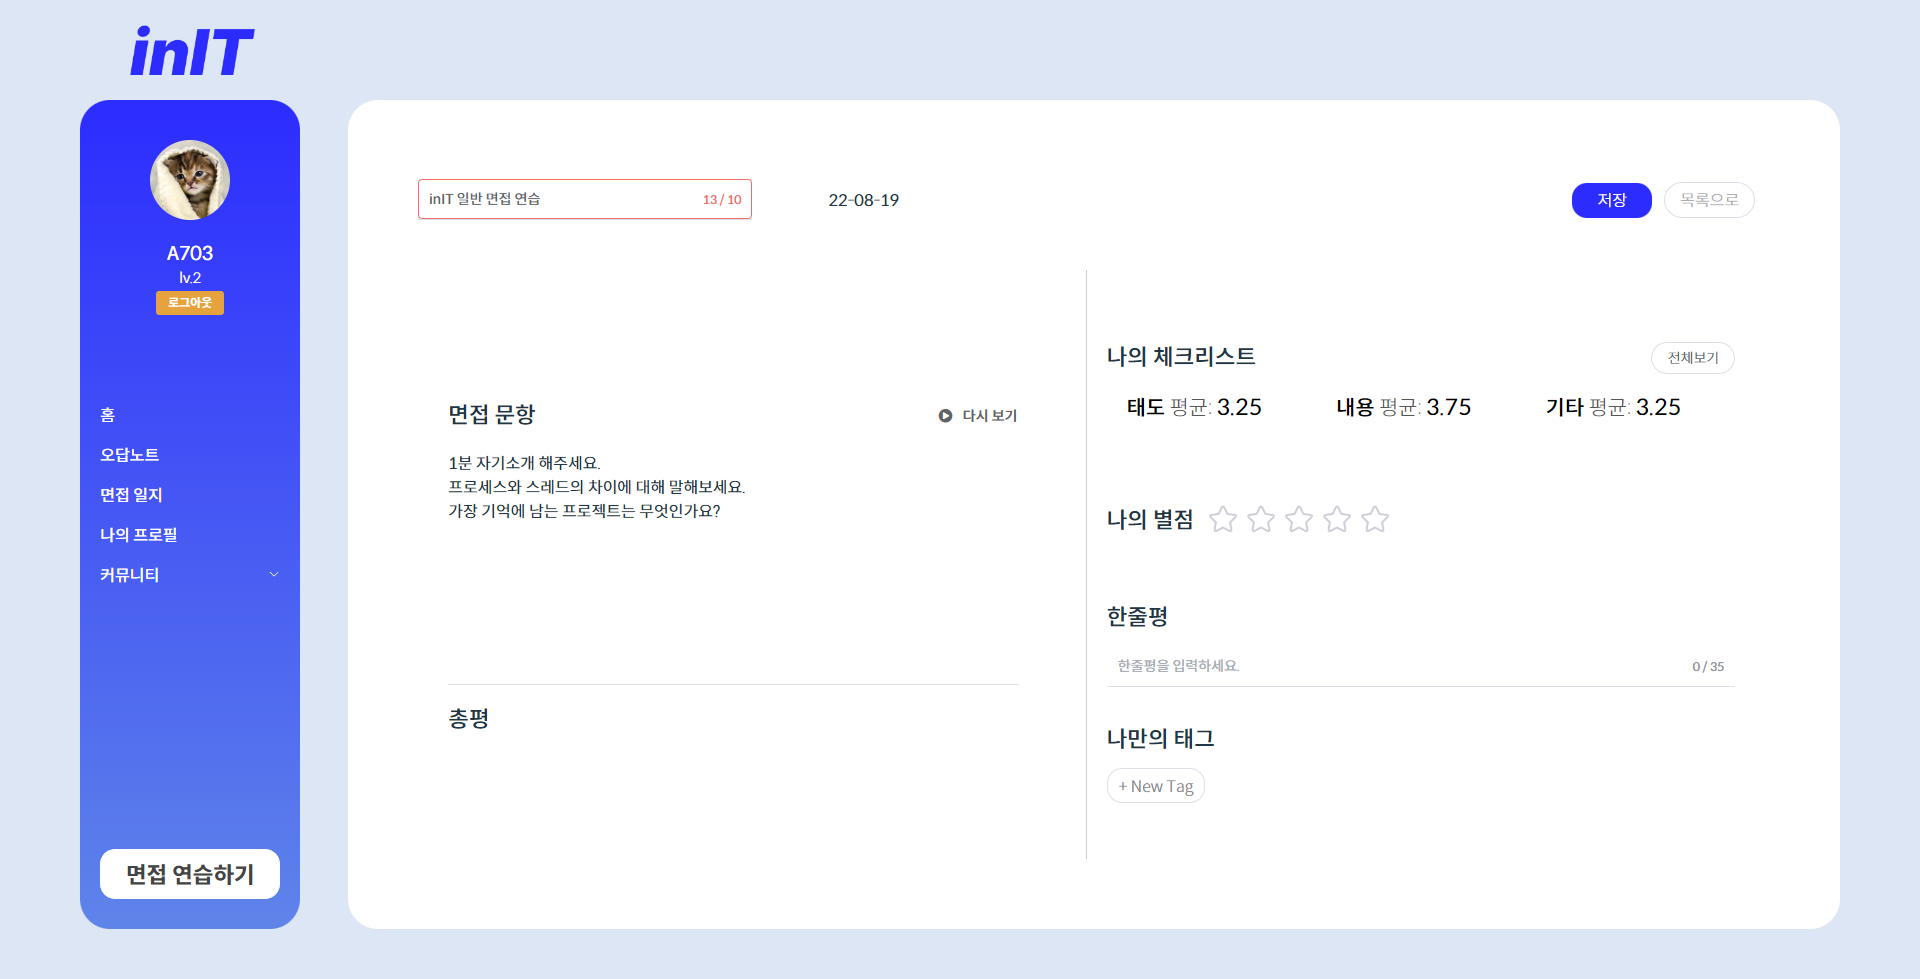 inIT
A703
lv.2
로그아웃
홈
오답노트
면접 일지
나의 프로필
커뮤니티
면접 연습하기
inIT 일반 면접 연습 13 / 10
22-08-19
저장
목록으로
면접 문항
다시 보기
1분 자기소개 해주세요.
프로세스와 스레드의 차이에 대해 말해보세요.
가장 기억에 남는 프로젝트는 무엇인가요?
총평
나의 체크리스트
전체보기
태도 평균: 3.25
내용 평균: 3.75
기타 평균: 3.25
나의 별점
한줄평
한줄평을 입력하세요. 0 / 35
나만의 태그
+ New Tag